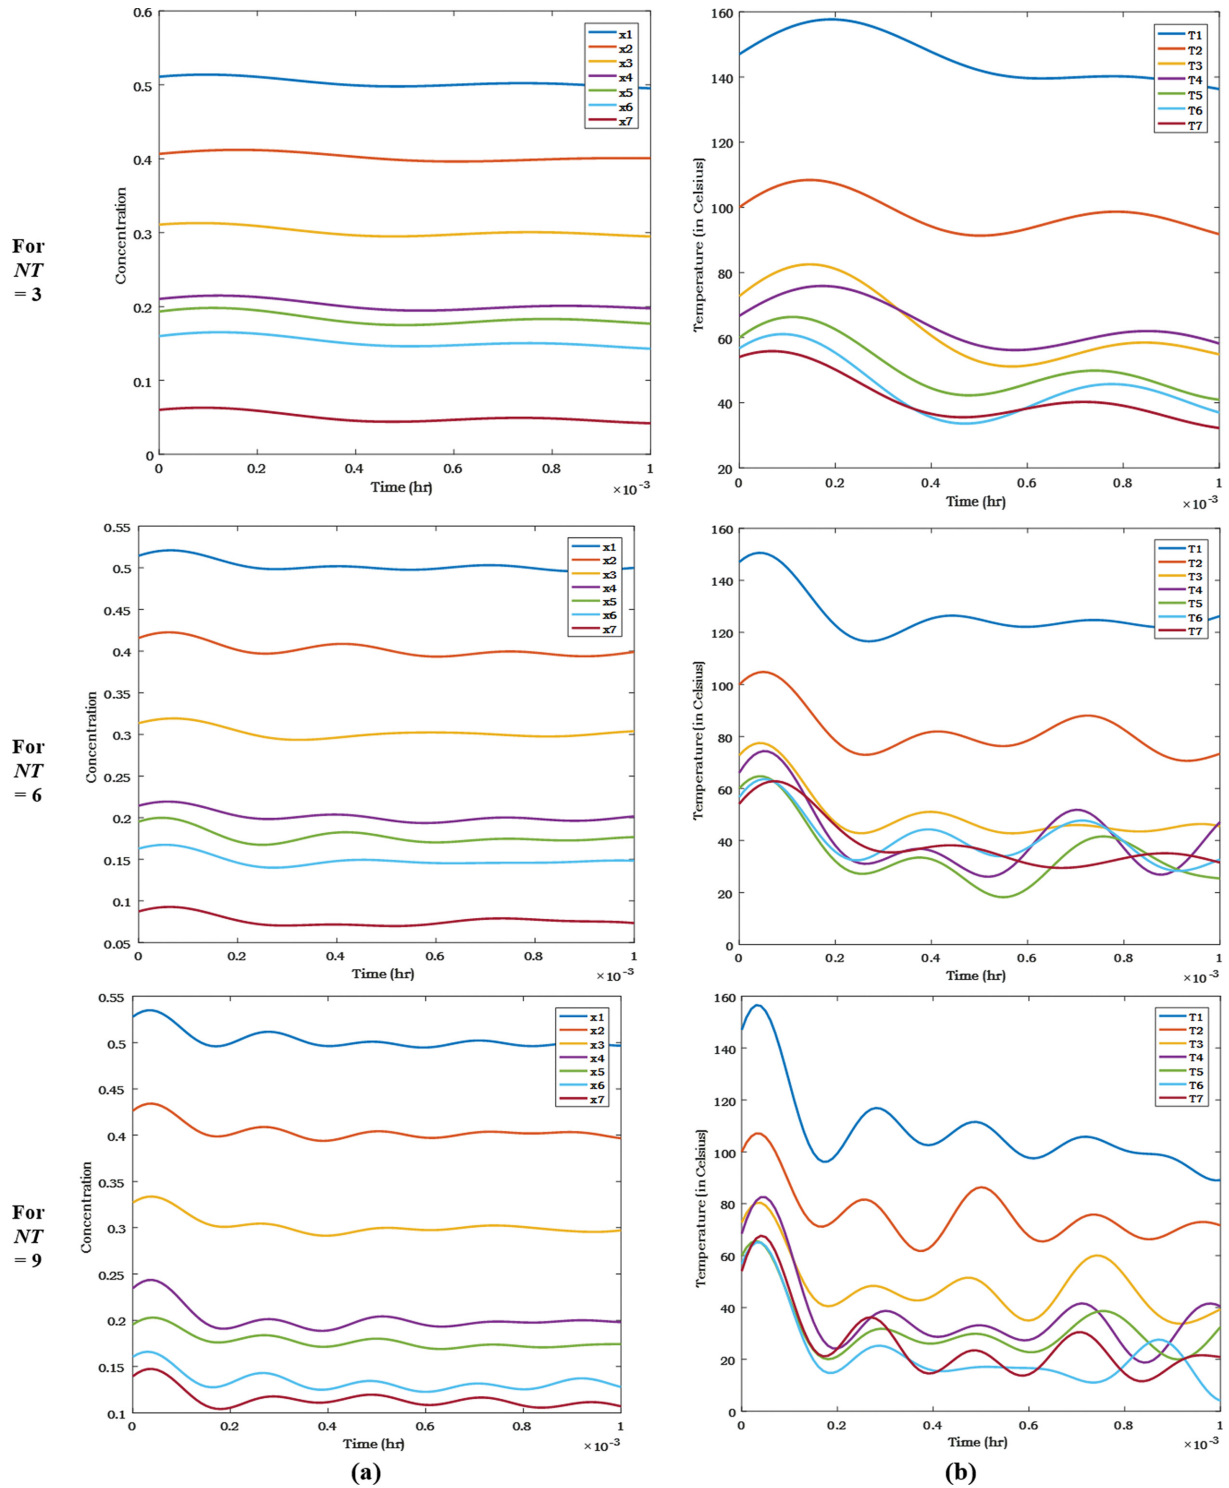 0.6
0.5
0.4
0.3
0.2
0.1
0
0
0.2
0.4
0.6
0.8
1
×10⁻³
Time (hr)
Concentration
x1
x2
x3
x4
x5
x6
x7
160
140
120
100
80
60
40
20
0
0.2
0.4
0.6
0.8
1
×10⁻³
Time (hr)
Temperature (in Celsius)
T1
T2
T3
T4
T5
T6
T7
For
NT
= 3
0.55
0.5
0.45
0.4
0.35
0.3
0.25
0.2
0.15
0.1
0.05
0
0.2
0.4
0.6
0.8
1
×10⁻³
Time (hr)
Concentration
x1
x2
x3
x4
x5
x6
x7
160
140
120
100
80
60
40
20
0
0
0.2
0.4
0.6
0.8
1
×10⁻³
Time (hr)
Temperature (in Celsius)
T1
T2
T3
T4
T5
T6
T7
For
NT
= 6
0.55
0.5
0.45
0.4
0.35
0.3
0.25
0.2
0.15
0.1
0
0.2
0.4
0.6
0.8
1
×10⁻³
Time (hr)
Concentration
x1
x2
x3
x4
x5
x6
x7
160
140
120
100
80
60
40
20
0
0
0.2
0.4
0.6
0.8
1
×10⁻³
Time (hr)
Temperature (in Celsius)
T1
T2
T3
T4
T5
T6
T7
For
NT
= 9
(a)
(b)